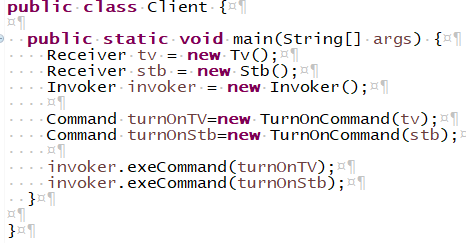 public class Client {
public static void main(String[] args) {
Receiver tv = new Tv();
Receiver stb = new Stb();
Invoker invoker = new Invoker();
Command turnOnTV=new TurnOnCommand(tv);
Command turnOnStb=new TurnOnCommand(stb);
invoker.exeCommand(turnOnTV);
invoker.exeCommand(turnOnStb);
}
}